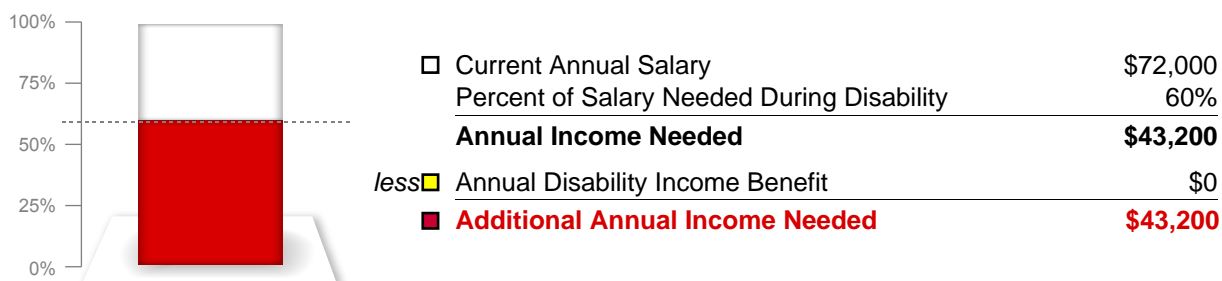 100%
75%
50%
25%
0%
Current Annual Salary $72,000
Percent of Salary Needed During Disability 60%
Annual Income Needed $43,200
less Annual Disability Income Benefit $0
Additional Annual Income Needed $43,200